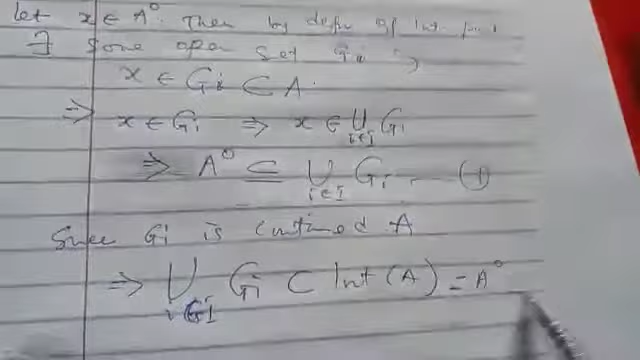 let x ∈ A°. Then by defn of int. point
∃ some open set Gi ∋
x ∈ Gi ⊂ A.
⇒ x ∈ Gi ⇒ x ∈ ∪ i∈I Gi
⇒ A° ⊆ ∪ i∈I Gi. — (1)
Since Gi is contained A
⇒ ∪ i∈I Gi ⊂ Int (A) = A°